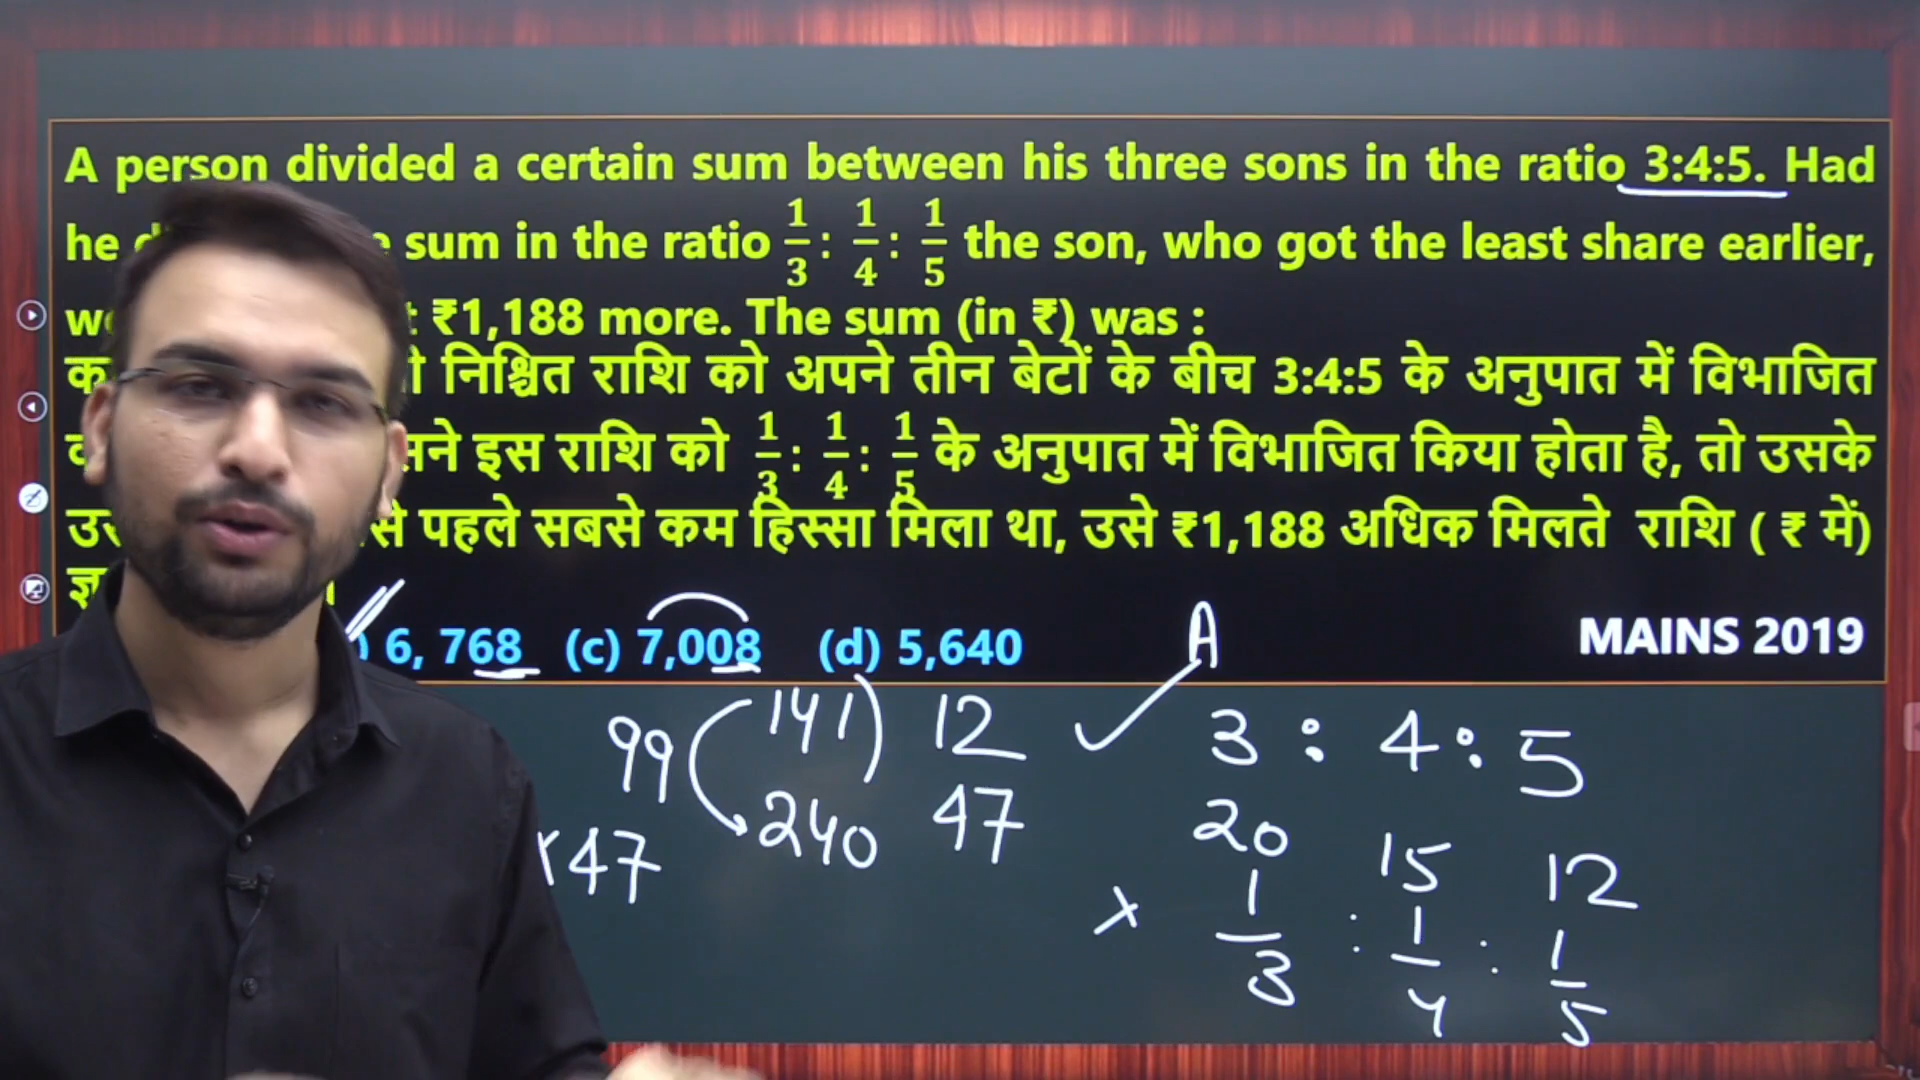 A person divided a certain sum between his three sons in the ratio 3:4:5. Had
he sum in the ratio 1/3 : 1/4 : 1/5 the son, who got the least share earlier,
₹1,188 more. The sum (in ₹) was :
निश्चित राशि को अपने तीन बेटों के बीच 3:4:5 के अनुपात में विभाजित
इस राशि को 1/3 : 1/4 : 1/5 के अनुपात में विभाजित किया होता है, तो उसके
से पहले सबसे कम हिस्सा मिला था, उसे ₹1,188 अधिक मिलते राशि ( ₹ में)
) 6, 768 (c) 7,008 (d) 5,640
MAINS 2019
A
99 141 12 3 : 4 : 5
240 47 20 15 12
47
× 1/3 : 1/4 : 1/5